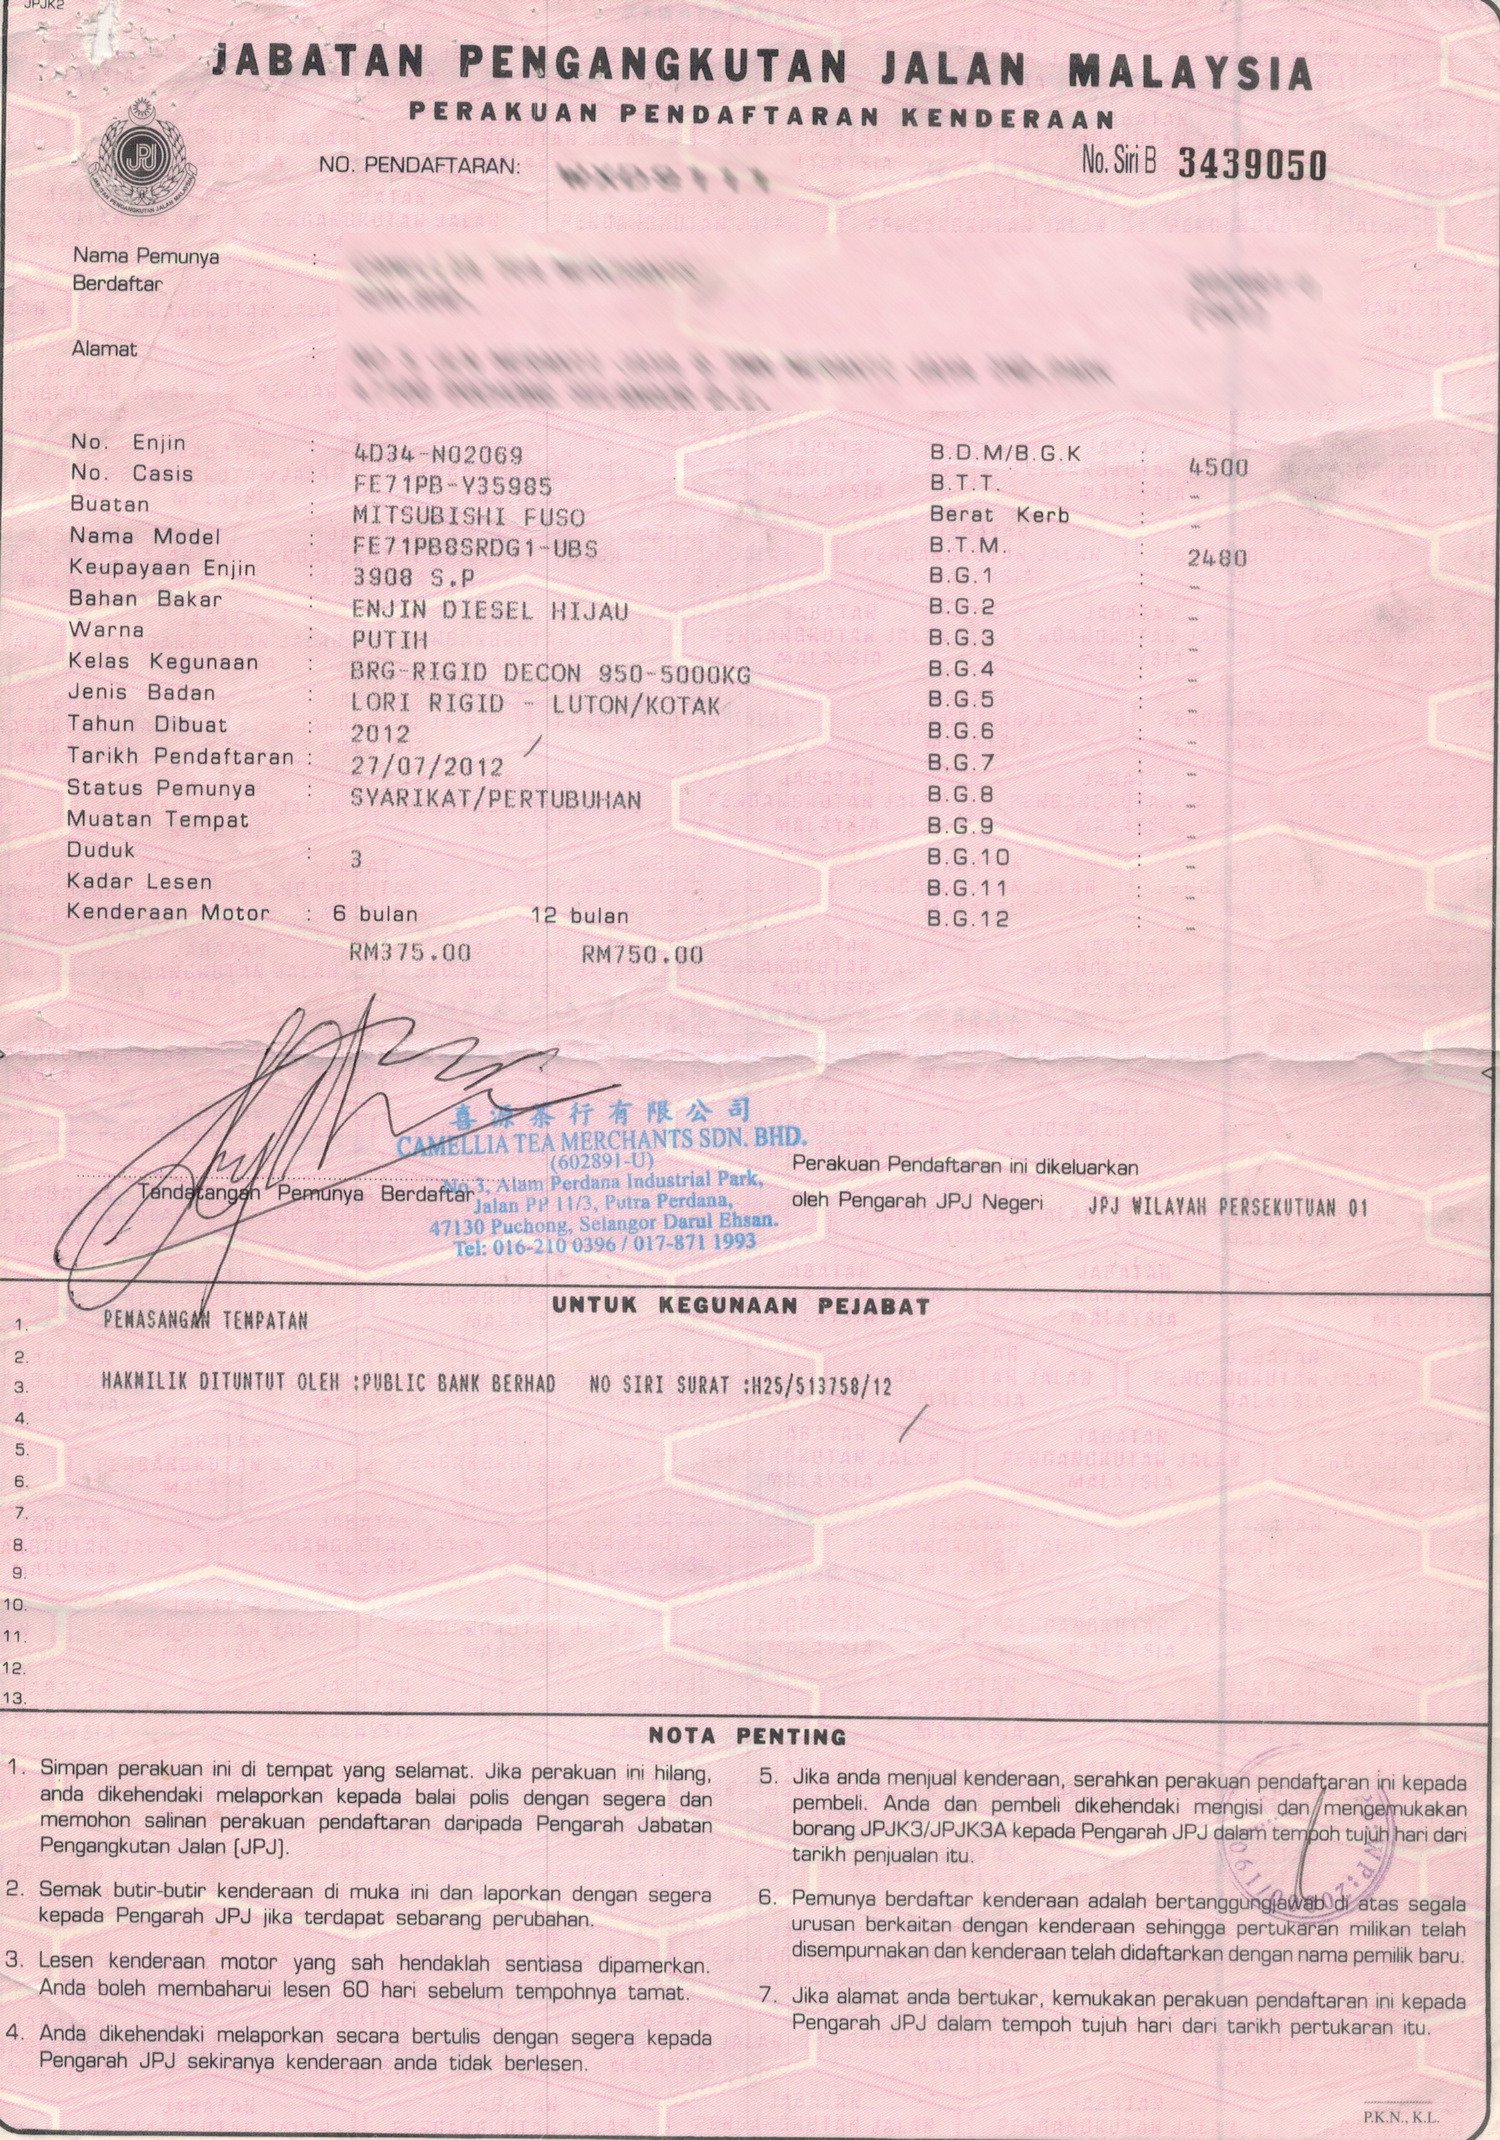 JPJK2
JABATAN PENGANGKUTAN JALAN MALAYSIA
PERAKUAN PENDAFTARAN KENDERAAN
JPJ
JABATAN PENGANGKUTAN JALAN MALAYSIA
NO. PENDAFTARAN:
No. Siri B 3439050
Nama Pemunya :
Berdaftar
Alamat :
No. Enjin : 4D34-N02069
No. Casis : FE71PB-Y35985
Buatan : MITSUBISHI FUSO
Nama Model : FE71PB8SRDG1-UBS
Keupayaan Enjin : 3908 S.P
Bahan Bakar : ENJIN DIESEL HIJAU
Warna : PUTIH
Kelas Kegunaan : BRG-RIGID DECON 950-5000KG
Jenis Badan : LORI RIGID - LUTON/KOTAK
Tahun Dibuat : 2012
Tarikh Pendaftaran : 27/07/2012
Status Pemunya : SYARIKAT/PERTUBUHAN
Muatan Tempat
Duduk : 3
Kadar Lesen
Kenderaan Motor : 6 bulan 12 bulan
RM375.00 RM750.00
B.D.M/B.G.K : 4500
B.T.T. : -
Berat Kerb : -
B.T.M. : 2480
B.G.1 : -
B.G.2 : -
B.G.3 : -
B.G.4 : -
B.G.5 : -
B.G.6 : -
B.G.7 : -
B.G.8 : -
B.G.9 : -
B.G.10 : -
B.G.11 : -
B.G.12 : -
喜源茶行有限公司
CAMELLIA TEA MERCHANTS SDN. BHD.
(602891-U)
No.3, Alam Perdana Industrial Park,
Jalan PP 11/3, Putra Perdana,
47130 Puchong, Selangor Darul Ehsan.
Tel: 016-210 0396 / 017-871 1993
Tandatangan Pemunya Berdaftar
Perakuan Pendaftaran ini dikeluarkan
oleh Pengarah JPJ Negeri JPJ WILAYAH PERSEKUTUAN 01
UNTUK KEGUNAAN PEJABAT
1. PEMASANGAN TEMPATAN
2.
3. HAKMILIK DITUNTUT OLEH :PUBLIC BANK BERHAD NO SIRI SURAT :H25/513758/12
4.
5.
6.
7.
8.
9.
10.
11.
12.
13.
NOTA PENTING
1. Simpan perakuan ini di tempat yang selamat. Jika perakuan ini hilang,
anda dikehendaki melaporkan kepada balai polis dengan segera dan
memohon salinan perakuan pendaftaran daripada Pengarah Jabatan
Pengangkutan Jalan (JPJ).
2. Semak butir-butir kenderaan di muka ini dan laporkan dengan segera
kepada Pengarah JPJ jika terdapat sebarang perubahan.
3. Lesen kenderaan motor yang sah hendaklah sentiasa dipamerkan.
Anda boleh membaharui lesen 60 hari sebelum tempohnya tamat.
4. Anda dikehendaki melaporkan secara bertulis dengan segera kepada
Pengarah JPJ sekiranya kenderaan anda tidak berlesen.
5. Jika anda menjual kenderaan, serahkan perakuan pendaftaran ini kepada
pembeli. Anda dan pembeli dikehendaki mengisi dan mengemukakan
borang JPJK3/JPJK3A kepada Pengarah JPJ dalam tempoh tujuh hari dari
tarikh penjualan itu.
6. Pemunya berdaftar kenderaan adalah bertanggungjawab di atas segala
urusan berkaitan dengan kenderaan sehingga pertukaran milikan telah
disempurnakan dan kenderaan telah didaftarkan dengan nama pemilik baru.
7. Jika alamat anda bertukar, kemukakan perakuan pendaftaran ini kepada
Pengarah JPJ dalam tempoh tujuh hari dari tarikh pertukaran itu.
P.K.N., K.L.